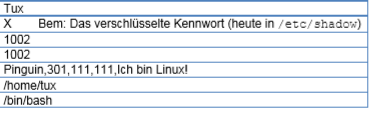 Tux
X Bem: Das verschlüsselte Kennwort (heute in /etc/shadow)
1002
1002
Pinguin,301,111,111,Ich bin Linux!
/home/tux
/bin/bash